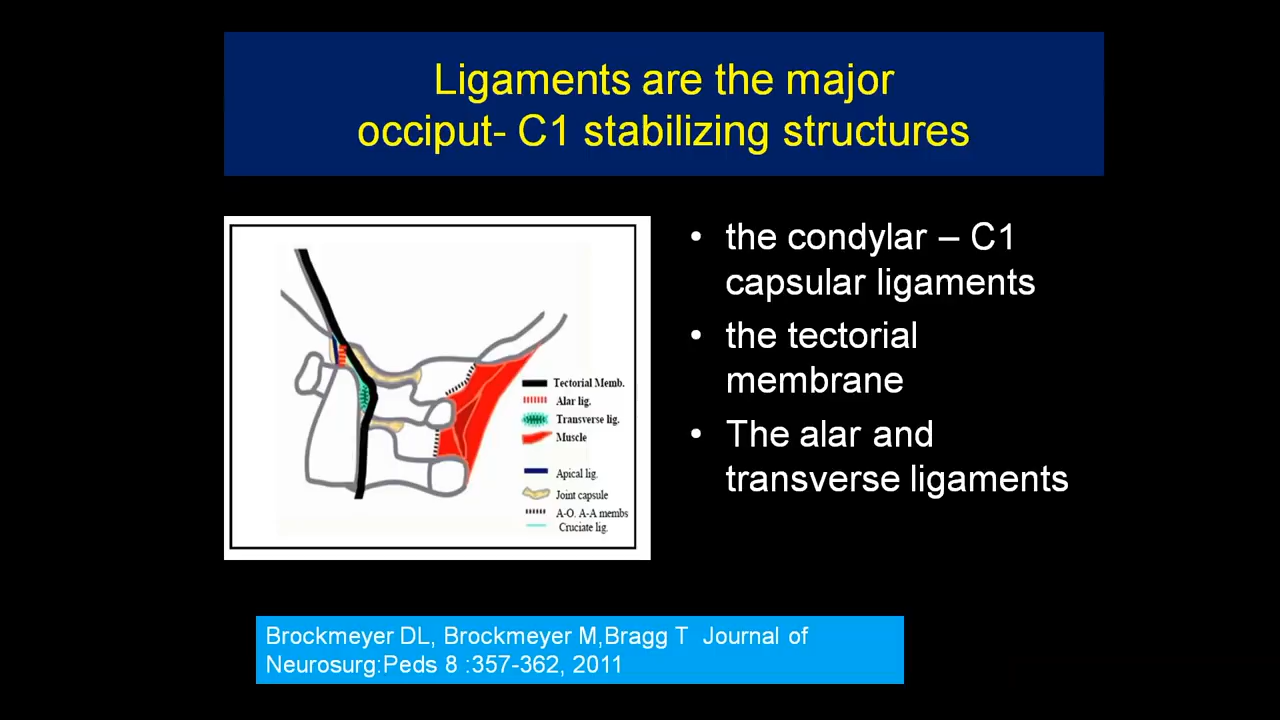 Ligaments are the major
occiput- C1 stabilizing structures
Tectorial Memb.
Alar lig.
Transverse lig.
Muscle
Apical lig.
Joint capsule
A-O. A-A membs
Cruciate lig.
• the condylar – C1
capsular ligaments
• the tectorial
membrane
• The alar and
transverse ligaments
Brockmeyer DL, Brockmeyer M,Bragg T Journal of
Neurosurg:Peds 8 :357-362, 2011